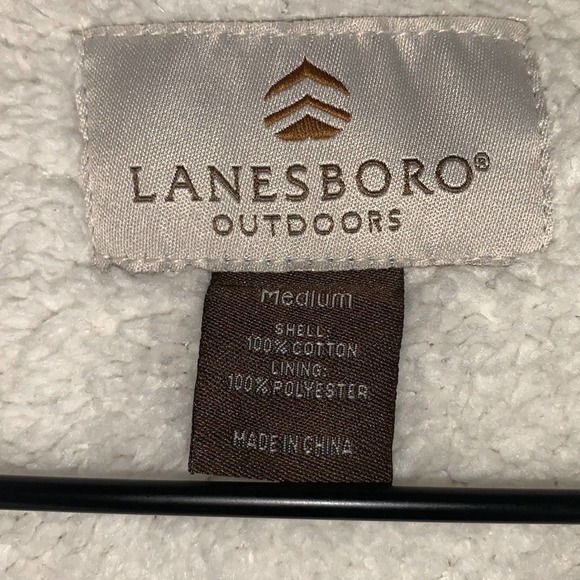 LANESBORO®
OUTDOORS
Medium
SHELL:
100% COTTON
LINING:
100% POLYESTER
MADE IN CHINA